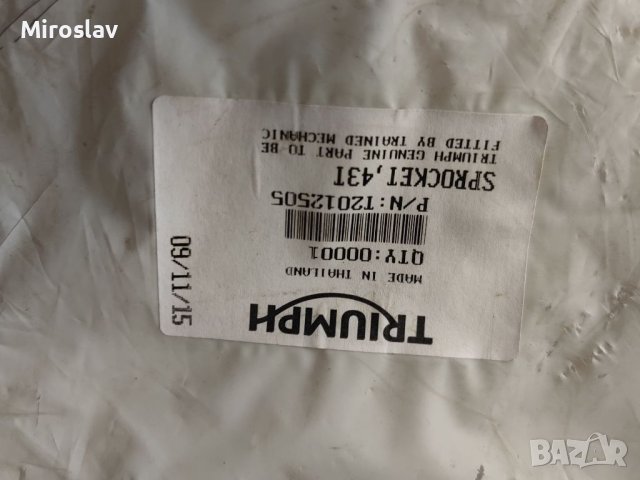 Miroslav
TRIUMPH
MADE IN THAILAND
QTY:00001
P/N:T2012505
SPROCKET,43T
TRIUMPH GENUINE PART TO BE
FITTED BY TRAINED MECHANIC
09/11/15
BAZAR